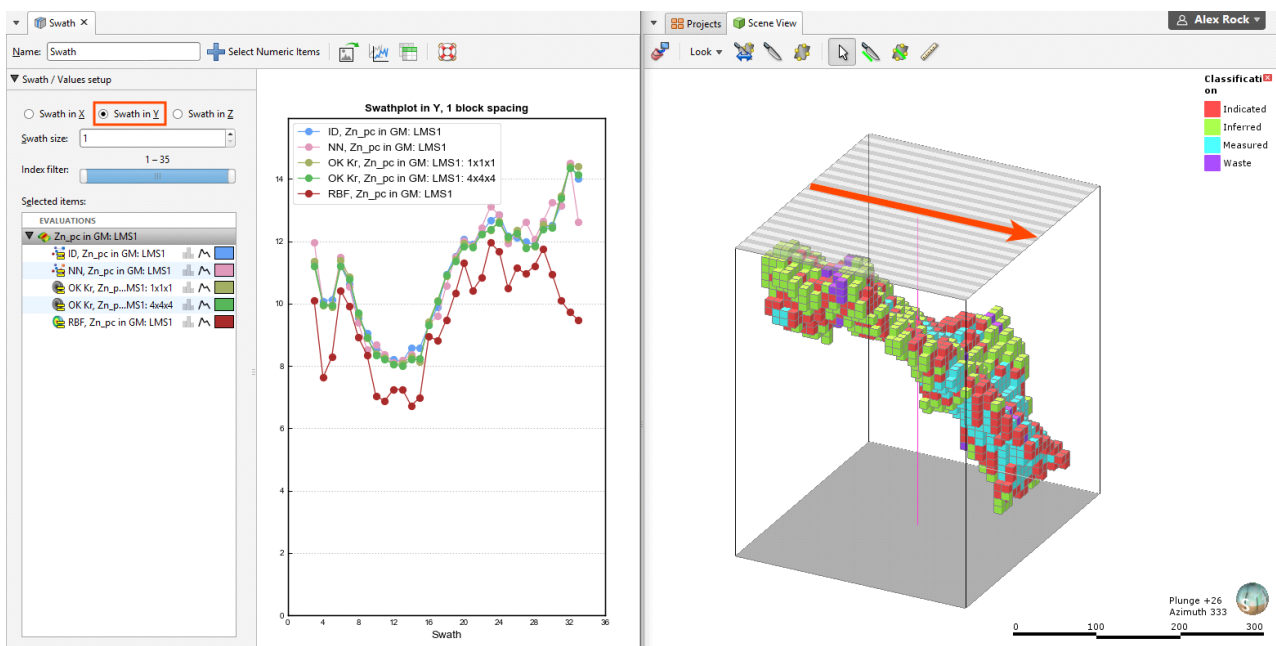 Swath
Projects
Scene View
Alex Rock
Name:
Swath
Select Numeric Items
Look
Swath / Values setup
Swath in X
Swath in Y
Swath in Z
Swath size:
1
1 – 35
Index filter:
Selected items:
EVALUATIONS
Zn_pc in GM: LMS1
ID, Zn_pc in GM: LMS1
NN, Zn_pc in GM: LMS1
OK Kr, Zn_p...MS1: 1x1x1
OK Kr, Zn_p...MS1: 4x4x4
RBF, Zn_pc in GM: LMS1
Swathplot in Y, 1 block spacing
ID, Zn_pc in GM: LMS1
NN, Zn_pc in GM: LMS1
OK Kr, Zn_pc in GM: LMS1: 1x1x1
OK Kr, Zn_pc in GM: LMS1: 4x4x4
RBF, Zn_pc in GM: LMS1
14
12
10
8
6
4
2
0
0 4 8 12 16 20 24 28 32 36
Swath
Classificati
on
Indicated
Inferred
Measured
Waste
Plunge +26
Azimuth 333
0 100 200 300